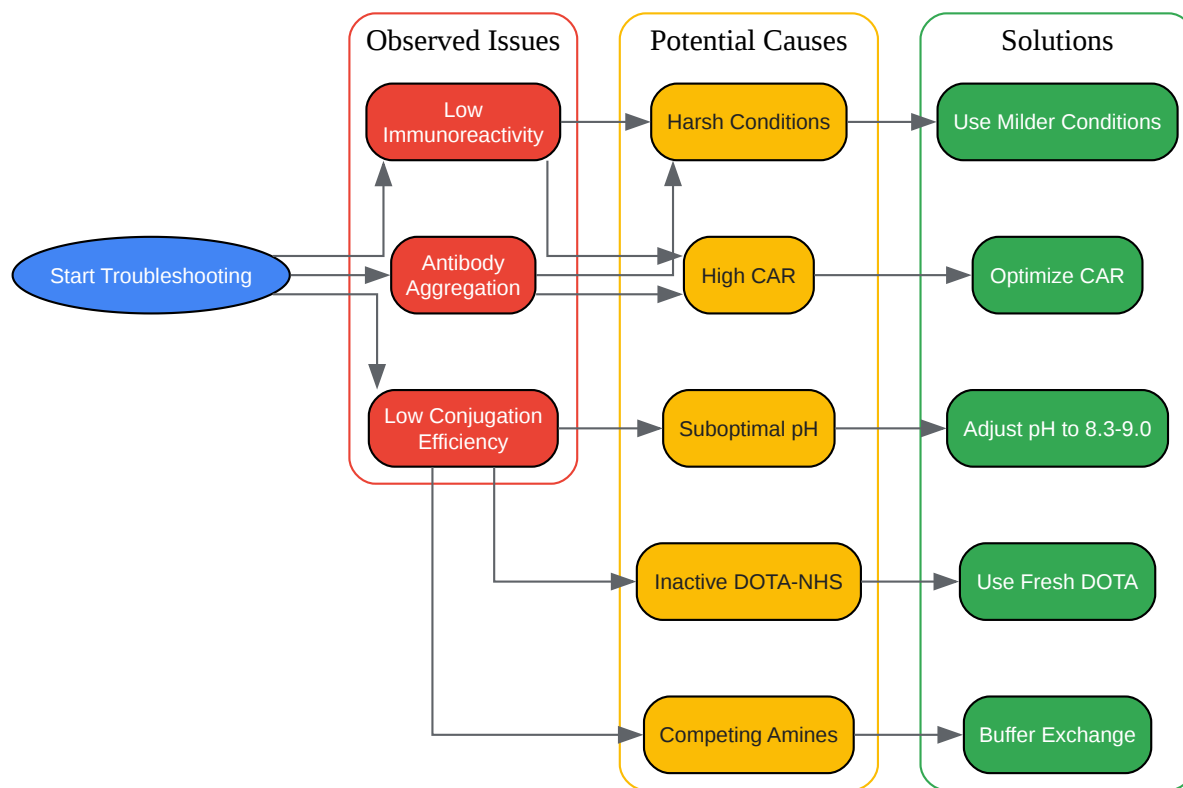 Observed Issues
Potential Causes
Solutions
Low
Immunoreactivity
Harsh Conditions
Use Milder Conditions
Start Troubleshooting
Antibody
Aggregation
High CAR
Optimize CAR
Low Conjugation
Efficiency
Suboptimal pH
Adjust pH to 8.3-9.0
Inactive DOTA-NHS
Use Fresh DOTA
Competing Amines
Buffer Exchange